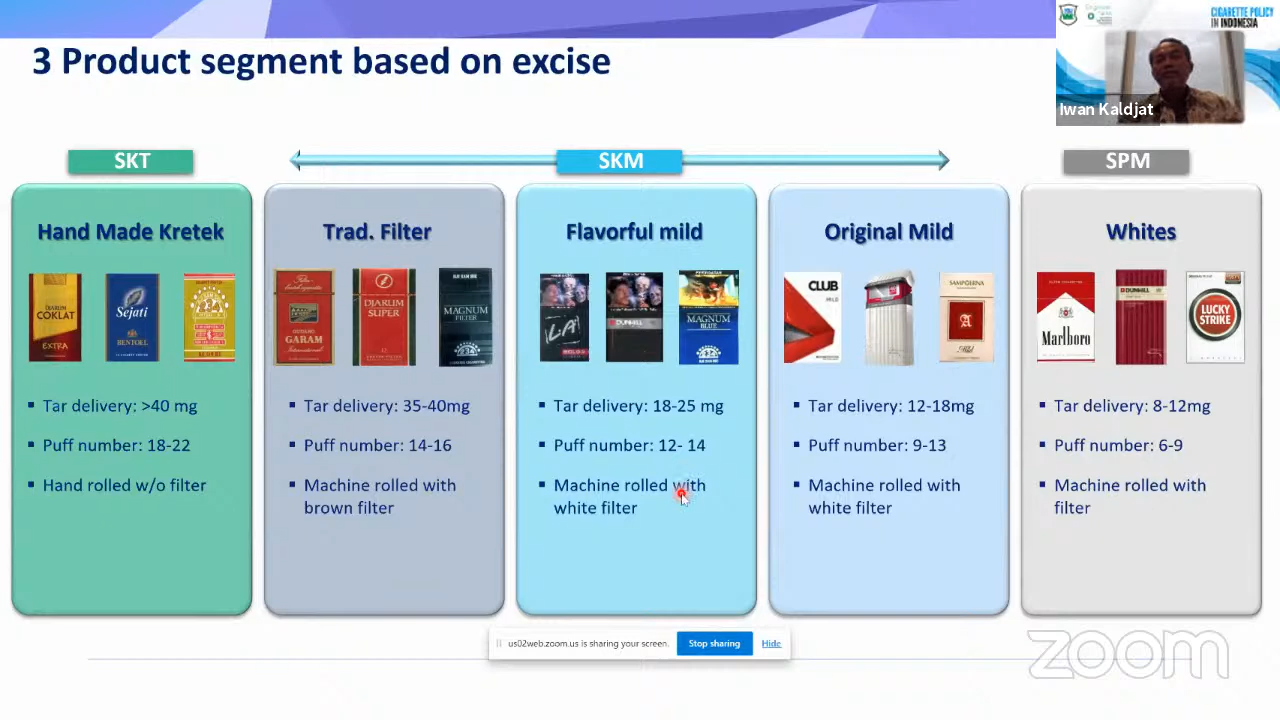 3 Product segment based on excise
CIGARETTE POLICY
IN INDONESIA
Iwan Kaldjat
SKT
SKM
SPM
Hand Made Kretek
DJARUM
COKLAT
EXTRA
Sejati
BENTOEL
▪ Tar delivery: >40 mg
▪ Puff number: 18-22
▪ Hand rolled w/o filter
Trad. Filter
GARAM
DJARUM
SUPER
MAGNUM
FILTER
▪ Tar delivery: 35-40mg
▪ Puff number: 14-16
▪ Machine rolled with
brown filter
Flavorful mild
DUNHILL
MAGNUM
BLUE
▪ Tar delivery: 18-25 mg
▪ Puff number: 12- 14
▪ Machine rolled with
white filter
Original Mild
CLUB
MILD
SAMPOERNA
A
Mild
▪ Tar delivery: 12-18mg
▪ Puff number: 9-13
▪ Machine rolled with
white filter
Whites
Marlboro
DUNHILL
LUCKY
STRIKE
▪ Tar delivery: 8-12mg
▪ Puff number: 6-9
▪ Machine rolled with
filter
us02web.zoom.us is sharing your screen.
Stop sharing
Hide
zoom